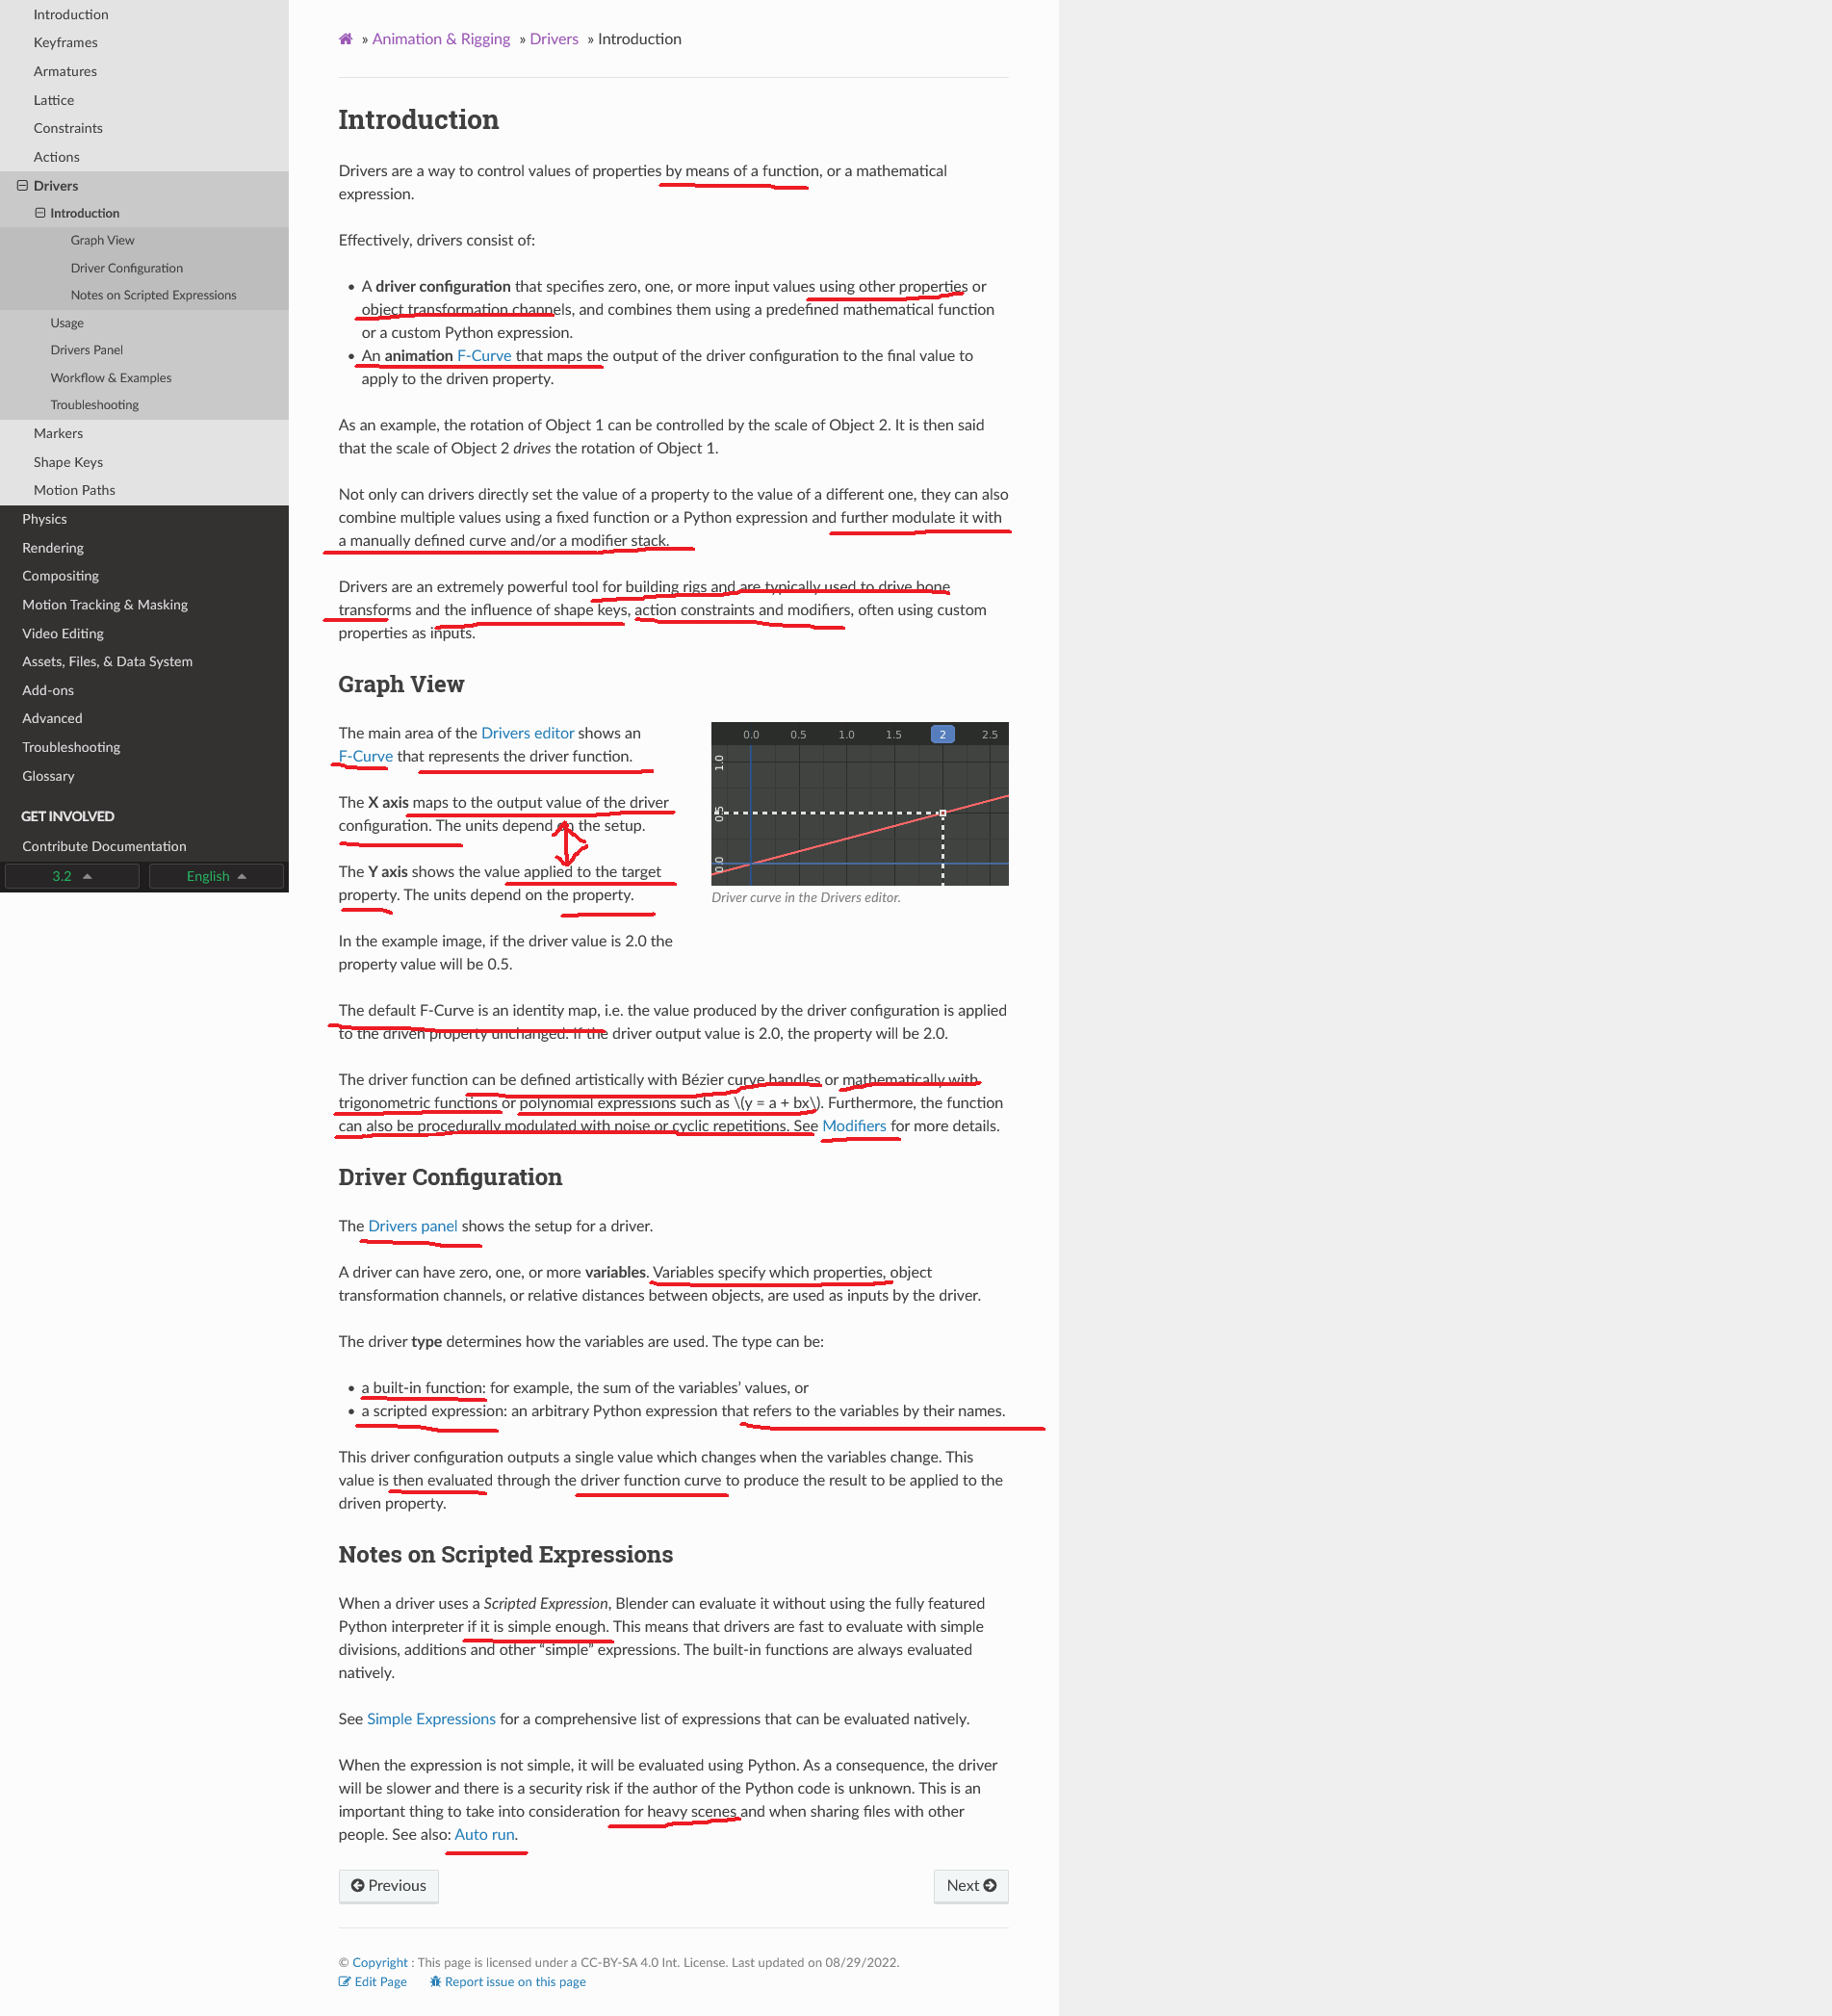 Introduction
Keyframes
Armatures
Lattice
Constraints
Actions
Drivers
Introduction
Graph View
Driver Configuration
Notes on Scripted Expressions
Usage
Drivers Panel
Workflow & Examples
Troubleshooting
Markers
Shape Keys
Motion Paths
Physics
Rendering
Compositing
Motion Tracking & Masking
Video Editing
Assets, Files, & Data System
Add-ons
Advanced
Troubleshooting
Glossary
GET INVOLVED
Contribute Documentation
3.2 English
» Animation & Rigging » Drivers » Introduction
Introduction
Drivers are a way to control values of properties by means of a function, or a mathematical
expression.
Effectively, drivers consist of:
• A driver configuration that specifies zero, one, or more input values using other properties or
object transformation channels, and combines them using a predefined mathematical function
or a custom Python expression.
• An animation F-Curve that maps the output of the driver configuration to the final value to
apply to the driven property.
As an example, the rotation of Object 1 can be controlled by the scale of Object 2. It is then said
that the scale of Object 2 drives the rotation of Object 1.
Not only can drivers directly set the value of a property to the value of a different one, they can also
combine multiple values using a fixed function or a Python expression and further modulate it with
a manually defined curve and/or a modifier stack.
Drivers are an extremely powerful tool for building rigs and are typically used to drive bone
transforms and the influence of shape keys, action constraints and modifiers, often using custom
properties as inputs.
Graph View
The main area of the Drivers editor shows an
F-Curve that represents the driver function.
The X axis maps to the output value of the driver
configuration. The units depend on the setup.
The Y axis shows the value applied to the target
property. The units depend on the property.
In the example image, if the driver value is 2.0 the
property value will be 0.5.
0.0 0.5 1.0 1.5 2 2.5
1.0
0.5
0.0
Driver curve in the Drivers editor.
The default F-Curve is an identity map, i.e. the value produced by the driver configuration is applied
to the driven property unchanged. If the driver output value is 2.0, the property will be 2.0.
The driver function can be defined artistically with Bézier curve handles or mathematically with
trigonometric functions or polynomial expressions such as \(y = a + bx\). Furthermore, the function
can also be procedurally modulated with noise or cyclic repetitions. See Modifiers for more details.
Driver Configuration
The Drivers panel shows the setup for a driver.
A driver can have zero, one, or more variables. Variables specify which properties, object
transformation channels, or relative distances between objects, are used as inputs by the driver.
The driver type determines how the variables are used. The type can be:
• a built-in function: for example, the sum of the variables’ values, or
• a scripted expression: an arbitrary Python expression that refers to the variables by their names.
This driver configuration outputs a single value which changes when the variables change. This
value is then evaluated through the driver function curve to produce the result to be applied to the
driven property.
Notes on Scripted Expressions
When a driver uses a Scripted Expression, Blender can evaluate it without using the fully featured
Python interpreter if it is simple enough. This means that drivers are fast to evaluate with simple
divisions, additions and other “simple” expressions. The built-in functions are always evaluated
natively.
See Simple Expressions for a comprehensive list of expressions that can be evaluated natively.
When the expression is not simple, it will be evaluated using Python. As a consequence, the driver
will be slower and there is a security risk if the author of the Python code is unknown. This is an
important thing to take into consideration for heavy scenes and when sharing files with other
people. See also: Auto run.
Previous Next
© Copyright : This page is licensed under a CC-BY-SA 4.0 Int. License. Last updated on 08/29/2022.
Edit Page Report issue on this page